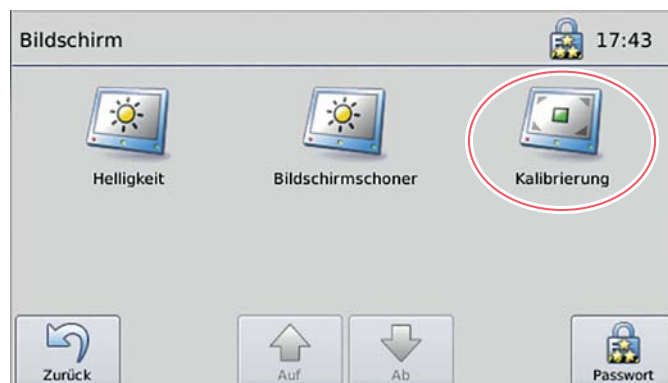 Bildschirm 17:43
Helligkeit Bildschirmschoner Kalibrierung
Zurück Auf Ab Passwort